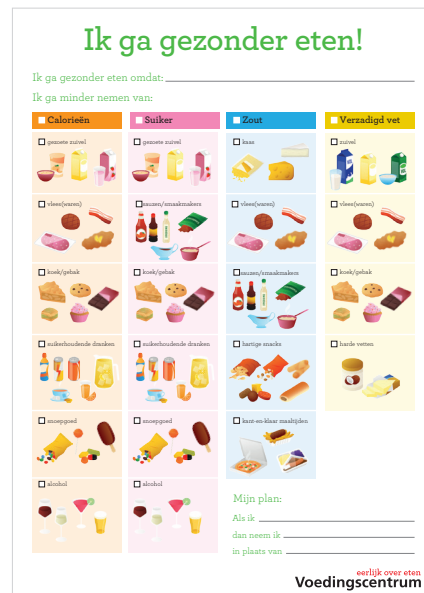 Ik ga gezonder eten!
Ik ga gezonder eten omdat:
Ik ga minder nemen van:
Calorieën
Suiker
Zout
Verzadigd vet
gezoete zuivel
gezoete zuivel
kaas
zuivel
vlees(waren)
sauzen/smaakmakers
vlees(waren)
vlees(waren)
koek/gebak
koek/gebak
sauzen/smaakmakers
koek/gebak
suikerhoudende dranken
suikerhoudende dranken
hartige snacks
harde vetten
snoepgoed
snoepgoed
kant-en-klaar maaltijden
alcohol
alcohol
Mijn plan:
Als ik
dan neem ik
in plaats van
eerlijk over eten
Voedingscentrum